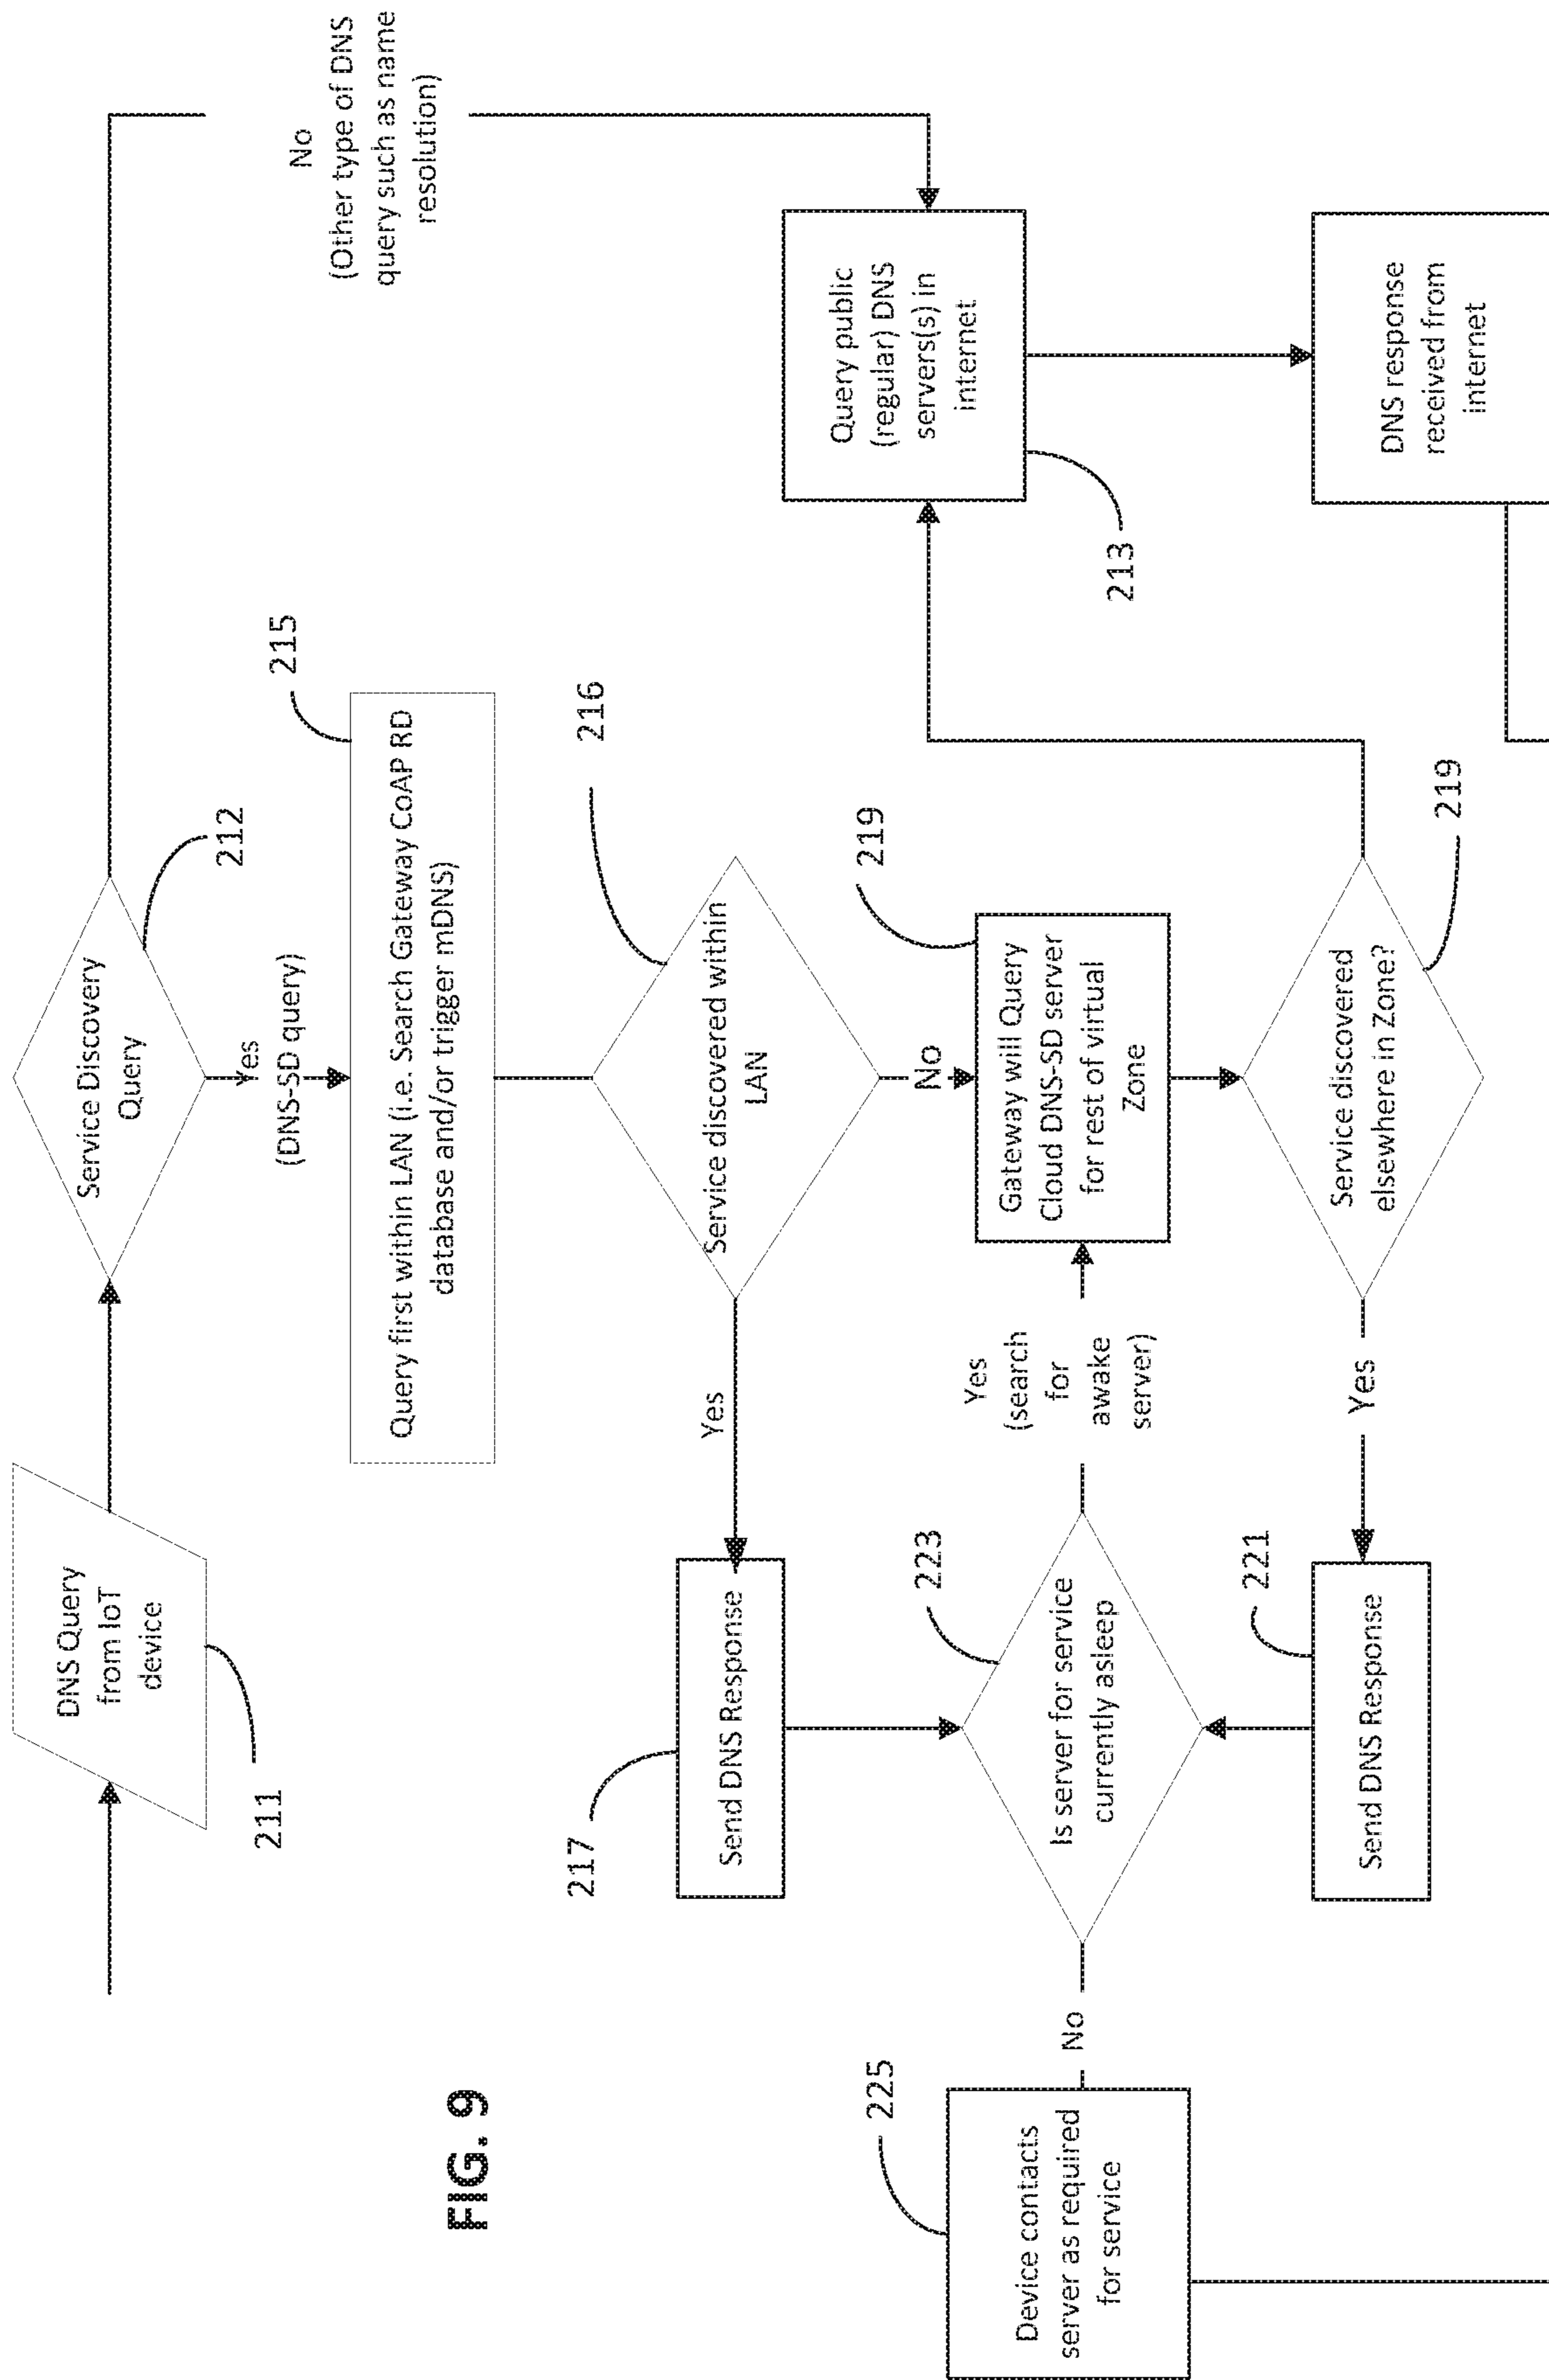 DNS Query
from IoT
device
211
Service Discovery
Query
212
No
(Other type of DNS
query such as name
resolution)
Yes
(DNS-SD query)
215
Query first within LAN (i.e. Search Gateway CoAP RD
database and/or trigger mDNS)
216
Service discovered within
LAN
Yes
217
Send DNS Response
No
219
Gateway will Query
Cloud DNS-SD server
for rest of virtual
Zone
Query public
(regular) DNS
servers(s) in
internet
213
223
Is server for service
currently asleep
Yes
(search
for
awake
server)
No
225
Device contacts
server as required
for service
Service discovered
elsewhere in Zone?
219
Yes
221
Send DNS Response
DNS response
received from
internet
FIG. 9